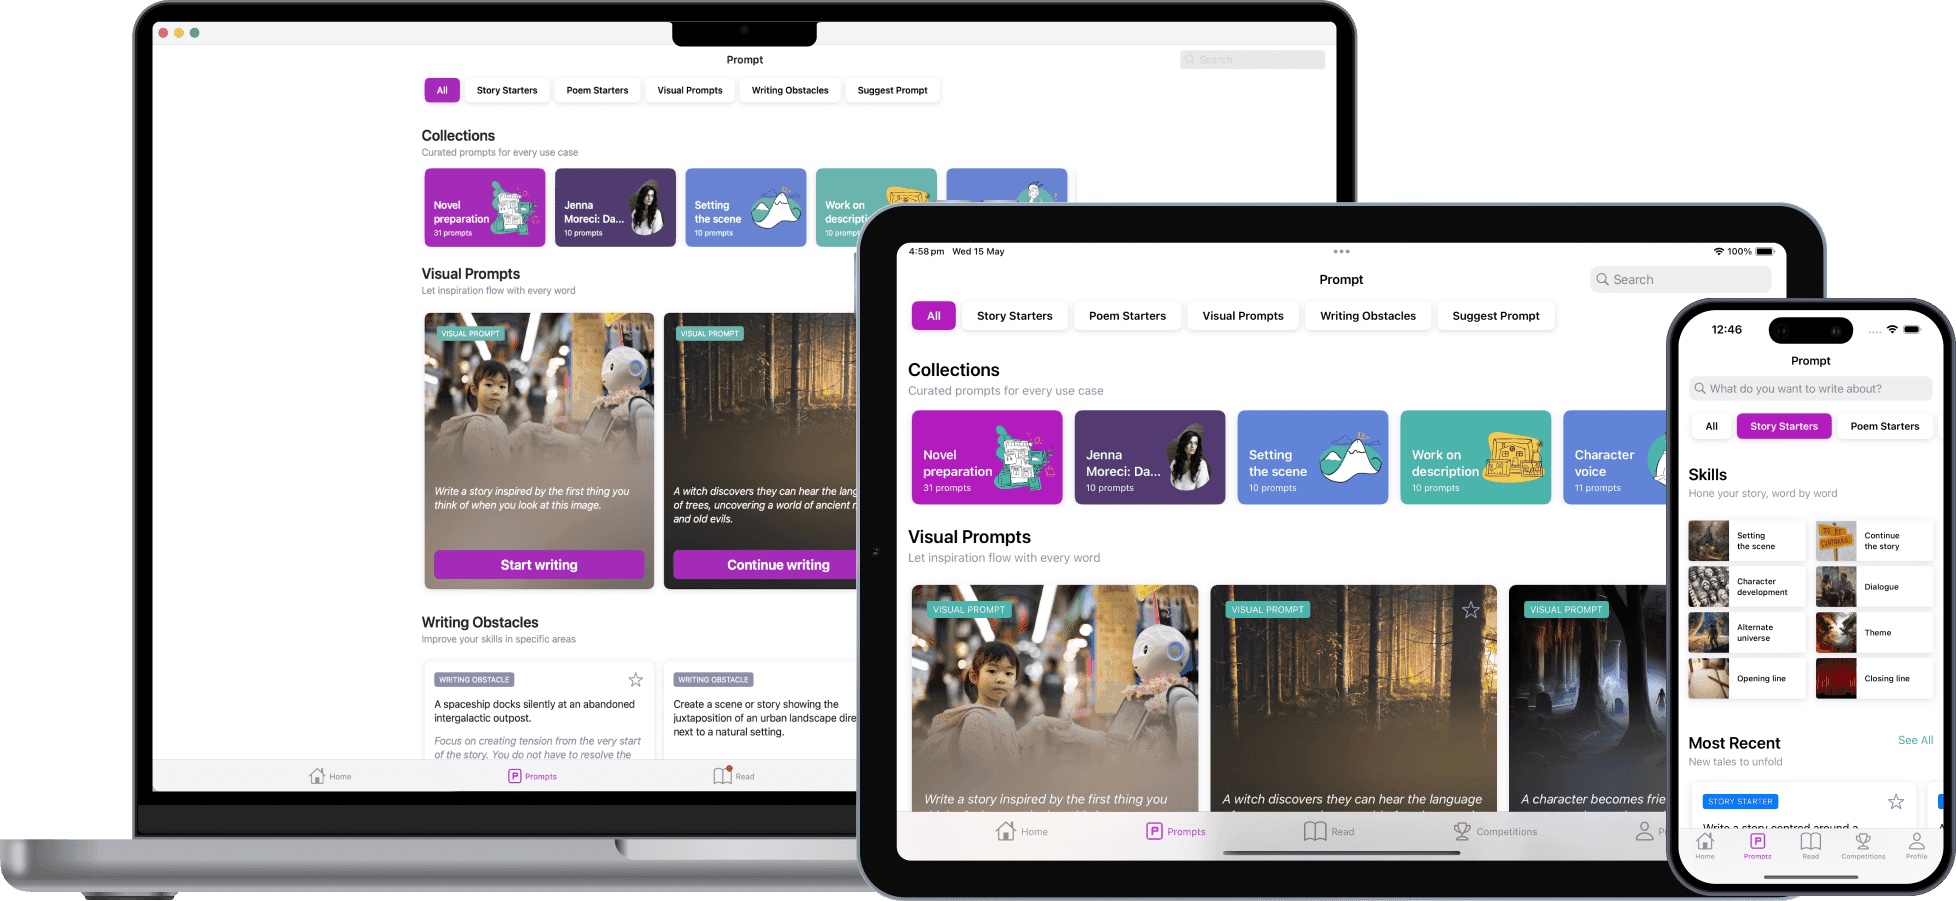 Prompt
Search
All
Story Starters
Poem Starters
Visual Prompts
Writing Obstacles
Suggest Prompt
Collections
Curated prompts for every use case
Novel
preparation
31 prompts
Jenna
Moreci: Da...
10 prompts
Setting
the scene
10 prompts
Work on
10
Visual Prompts
Let inspiration flow with every word
VISUAL PROMPT
Write a story inspired by the first thing you
think of when you look at this image.
Start writing
VISUAL PROMPT
A witch discovers they can hear the
of trees, uncovering a world of ancient
and old evils.
Continue writing
Writing Obstacles
Improve your skills in specific areas
WRITING OBSTACLE
A spaceship docks silently at an abandoned
intergalactic outpost.
Focus on creating tension from the very start
of the story. You do not have to resolve the
WRITING OBSTACLE
Create a scene or story showing the
juxtaposition of an urban landscape
next to a natural setting.
Home
Prompts
Read
4:58 pm Wed 15 May
100%
Prompt
Search
All
Story Starters
Poem Starters
Visual Prompts
Writing Obstacles
Suggest Prompt
Collections
Curated prompts for every use case
Novel
preparation
31 prompts
Jenna
Moreci: Da...
10 prompts
Setting
the scene
10 prompts
Work on
description
10 prompts
Character
voice
11 prompts
Visual Prompts
Let inspiration flow with every word
VISUAL PROMPT
Write a story inspired by the first thing you
VISUAL PROMPT
A witch discovers they can hear the language
VISUAL PROMPT
A character becomes
Home
Prompts
Read
Competitions
12:46
Prompt
What do you want to write about?
All
Story Starters
Poem Starters
Skills
Hone your story, word by word
Setting
the scene
TO BE
CONTINUED
Continue
the story
Character
development
Dialogue
Alternate
universe
Theme
Opening line
Closing line
Most Recent
See All
New tales to unfold
STORY STARTER
Write a story centred around a
Home
Prompts
Read
Competitions
Profile